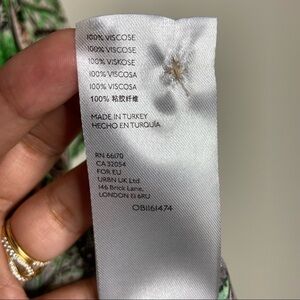 100% VISCOSE
100% VISCOSE
100% VISKOSE
100% VISCOSA
100% VISCOSA
100% 粘胶纤维
MADE IN TURKEY
HECHO EN TURQUÍA
RN 66170
CA 32054
FOR EU
URBN UK Ltd
146 Brick Lane,
LONDON E1 6RU
OB1161474